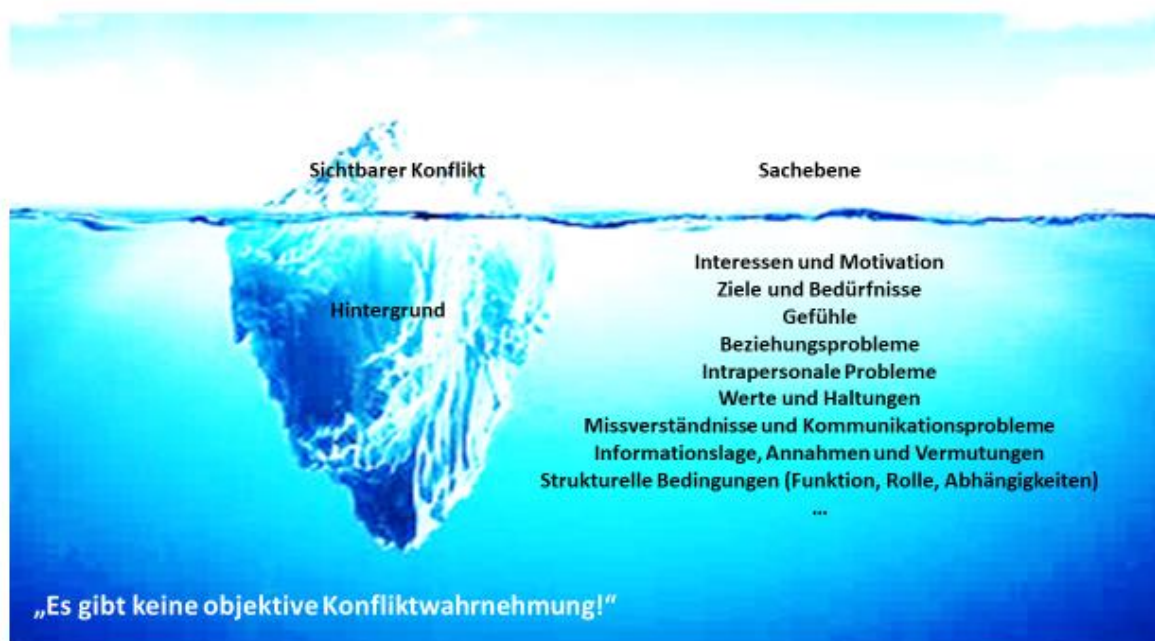 Sichtbarer Konflikt
Sachebene
Interessen und Motivation
Ziele und Bedürfnisse
Gefühle
Hintergrund
Beziehungsprobleme
Intrapersonale Probleme
Werte und Haltungen
Missverständnisse und Kommunikationsprobleme
Informationslage, Annahmen und Vermutungen
Strukturelle Bedingungen (Funktion, Rolle, Abhängigkeiten)
...
„Es gibt keine objektive Konfliktwahrnehmung!“